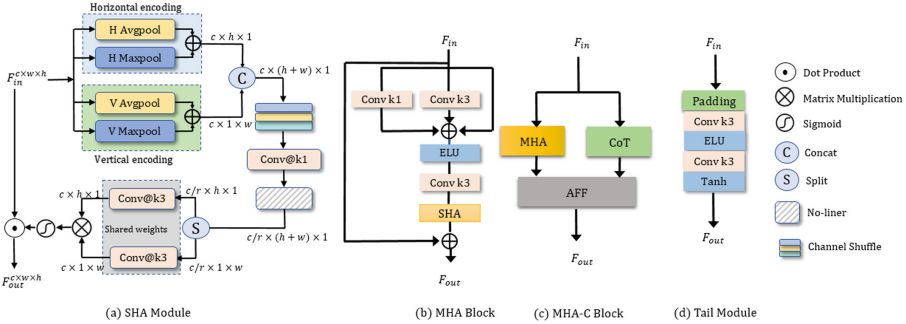 Horizontal encoding
H Avgpool
H Maxpool
c × h × 1
F_in^{c×w×h}
V Avgpool
V Maxpool
c × 1 × w
Vertical encoding
C
c × (h + w) × 1
Conv@k1
c/r × (h + w) × 1
S
c/r × h × 1
c/r × 1 × w
Conv@k3
Shared weights
Conv@k3
c × h × 1
c × 1 × w
F_out^{c×w×h}
(a) SHA Module
F_in
Conv k1
Conv k3
ELU
Conv k3
SHA
F_out
(b) MHA Block
F_in
MHA
CoT
AFF
F_out
(c) MHA-C Block
F_in
Padding
Conv k3
ELU
Conv k3
Tanh
F_out
(d) Tail Module
Dot Product
Matrix Multiplication
Sigmoid
C Concat
S Split
No-liner
Channel Shuffle